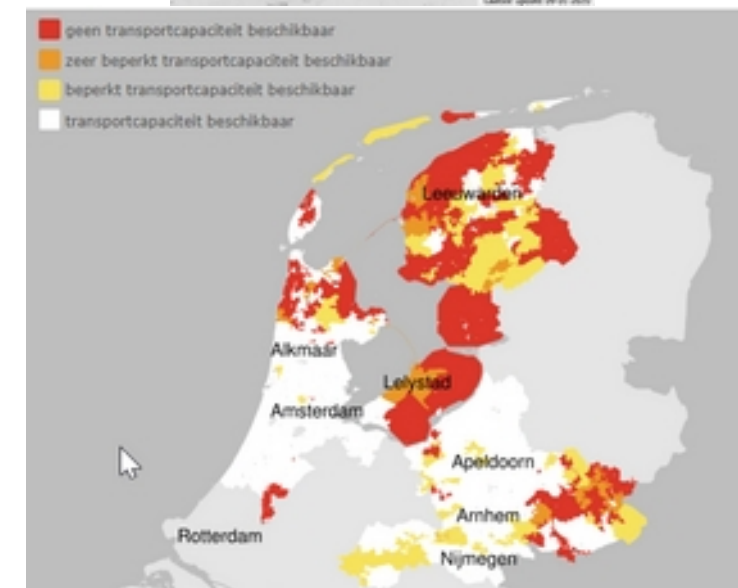 geen transportcapaciteit beschikbaar
zeer beperkt transportcapaciteit beschikbaar
beperkt transportcapaciteit beschikbaar
transportcapaciteit beschikbaar
Leeuwarden
Alkmaar
Lelystad
Amsterdam
Apeldoorn
Arnhem
Rotterdam
Nijmegen